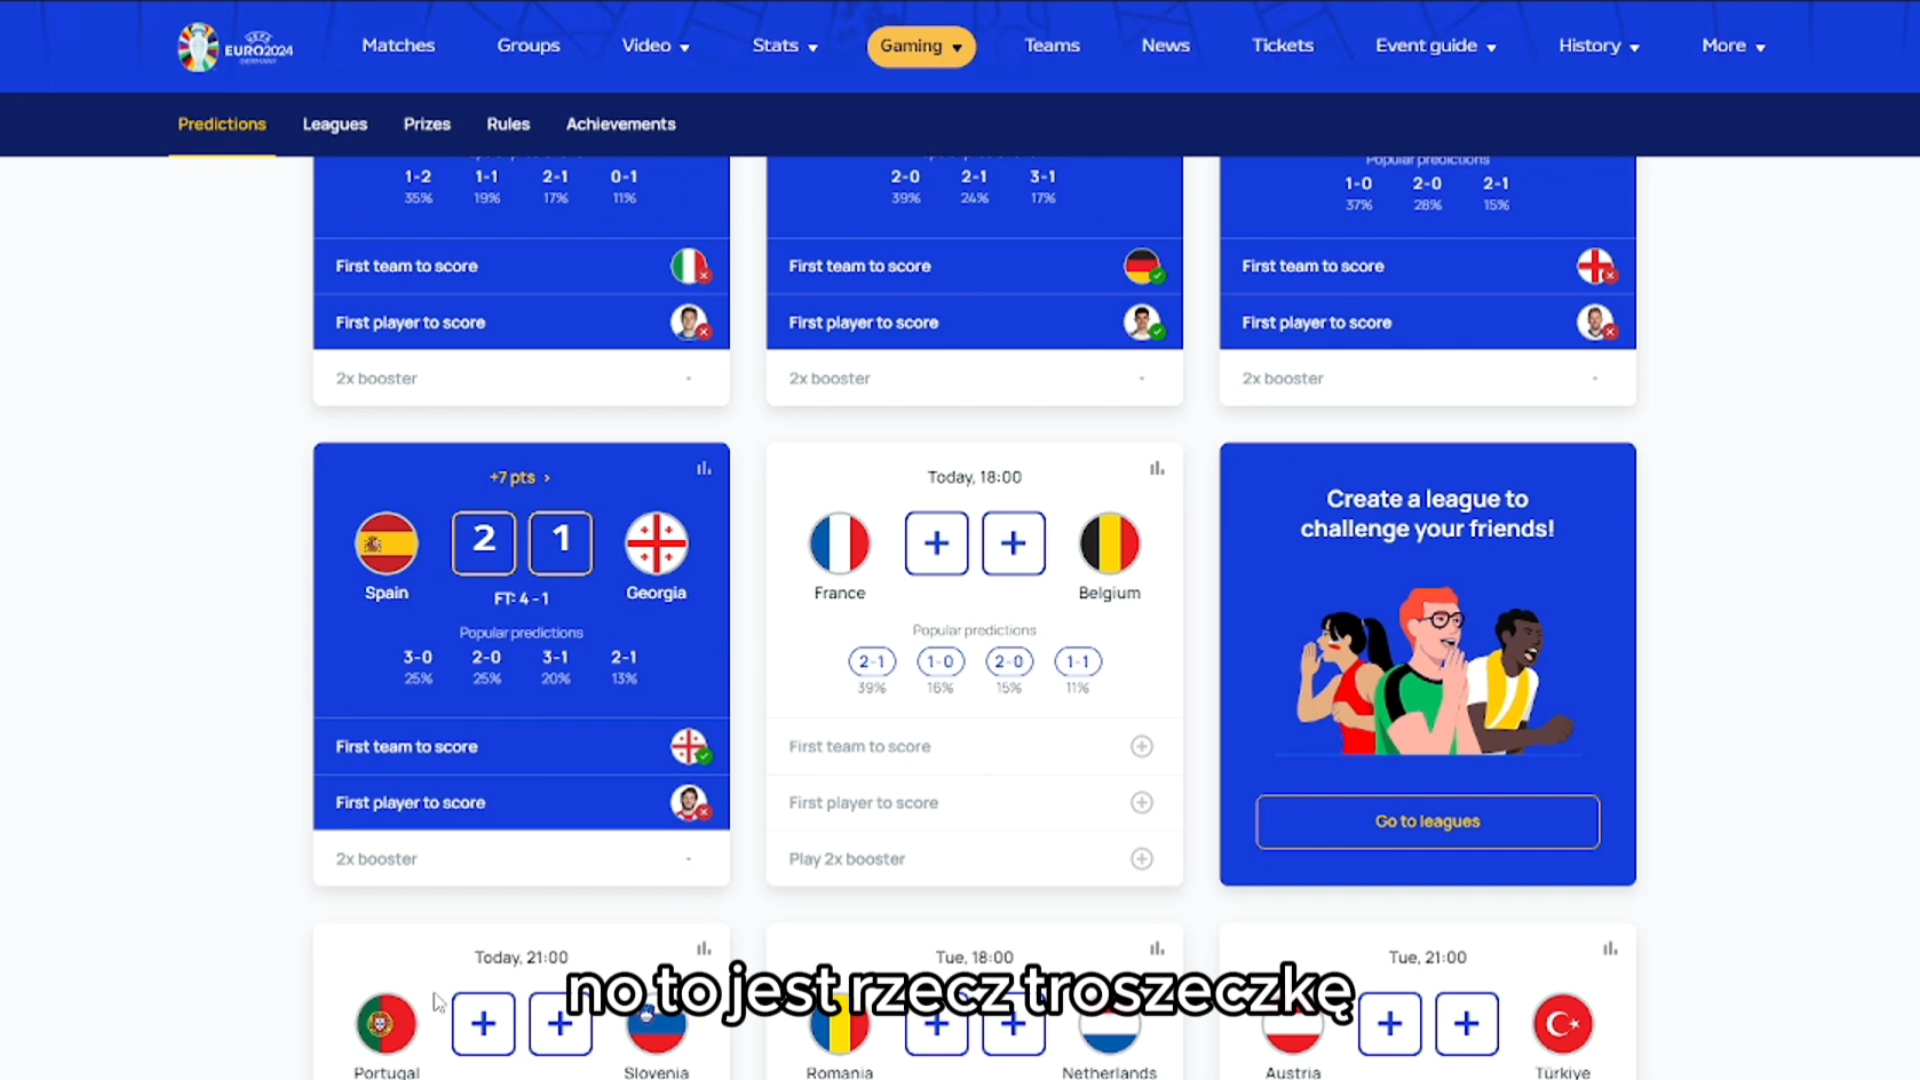 UEFA
EURO2024
GERMANY
Matches
Groups
Video
Stats
Gaming
Teams
News
Tickets
Event guide
History
More
Predictions
Leagues
Prizes
Rules
Achievements
1-2 1-1 2-1 0-1
35% 19% 17% 11%
First team to score
First player to score
2x booster -
2-0 2-1 3-1
39% 24% 17%
First team to score
First player to score
2x booster -
Popular predictions
1-0 2-0 2-1
37% 28% 15%
First team to score
First player to score
2x booster -
+7 pts >
2 1
Spain
Georgia
FT: 4 - 1
Popular predictions
3-0 2-0 3-1 2-1
25% 25% 20% 13%
First team to score
First player to score
2x booster -
Today, 18:00
+ +
France
Belgium
Popular predictions
2-1 1-0 2-0 1-1
39% 16% 15% 11%
First team to score
First player to score
Play 2x booster
Create a league to
challenge your friends!
Go to leagues
Today, 21:00
+ +
Portugal
Slovenia
Tue, 18:00
+ +
Romania
Netherlands
Tue, 21:00
+ +
Austria
Türkiye
no to jest rzecz troszeczkę